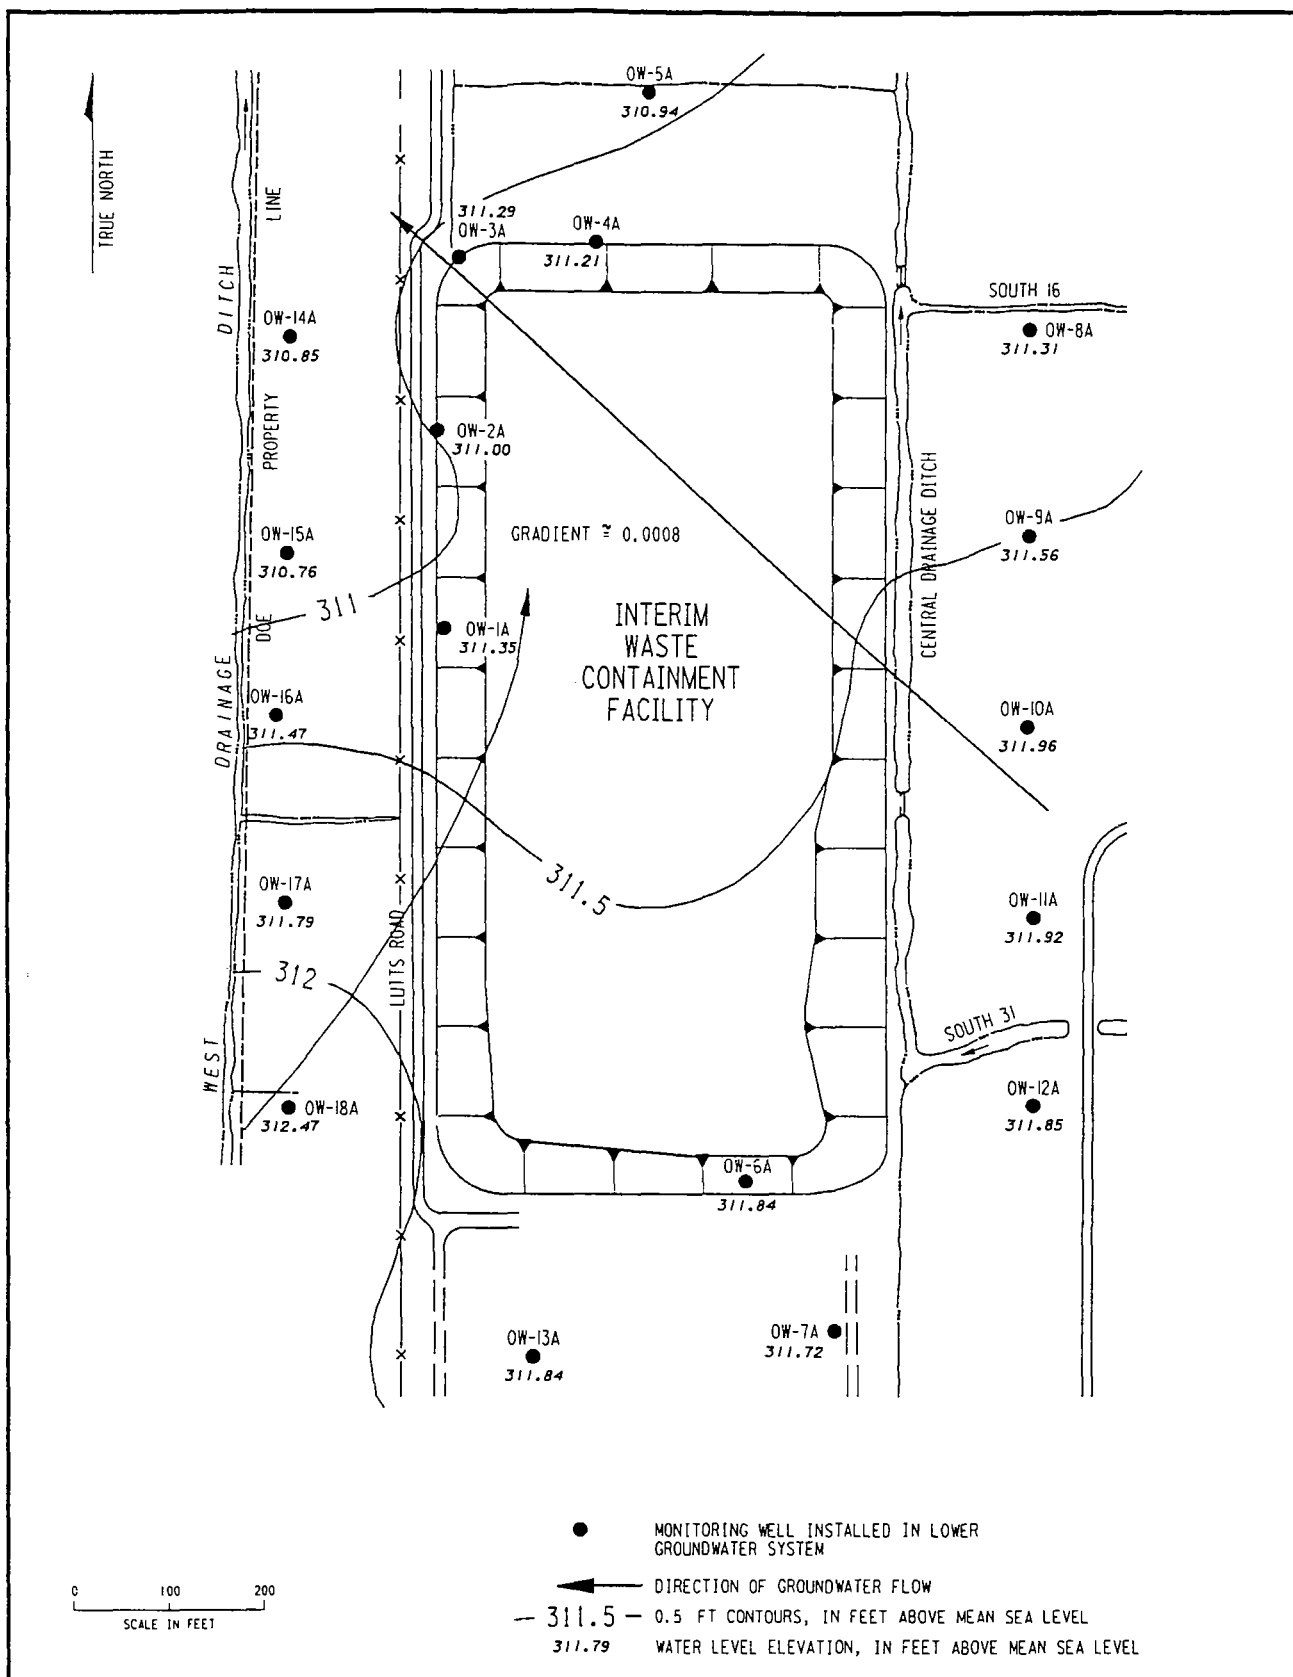 OW-5A
310.94
TRUE NORTH
LINE
311.29
OW-3A
OW-4A
311.21
SOUTH 16
OW-8A
311.31
DITCH
OW-14A
310.85
PROPERTY
OW-2A
311.00
CENTRAL DRAINAGE DITCH
OW-9A
311.56
GRADIENT ≅ 0.0008
OW-15A
310.76
311
DOE
OW-1A
311.35
INTERIM
WASTE
CONTAINMENT
FACILITY
DRAINAGE
OW-16A
311.47
OW-10A
311.96
311.5
OW-17A
311.79
LUTTS ROAD
OW-11A
311.92
312
SOUTH 31
WEST
OW-18A
312.47
OW-12A
311.85
OW-6A
311.84
OW-13A
311.84
OW-7A
311.72
MONITORING WELL INSTALLED IN LOWER
GROUNDWATER SYSTEM
DIRECTION OF GROUNDWATER FLOW
311.5 0.5 FT CONTOURS, IN FEET ABOVE MEAN SEA LEVEL
311.79 WATER LEVEL ELEVATION, IN FEET ABOVE MEAN SEA LEVEL
0 100 200
SCALE IN FEET